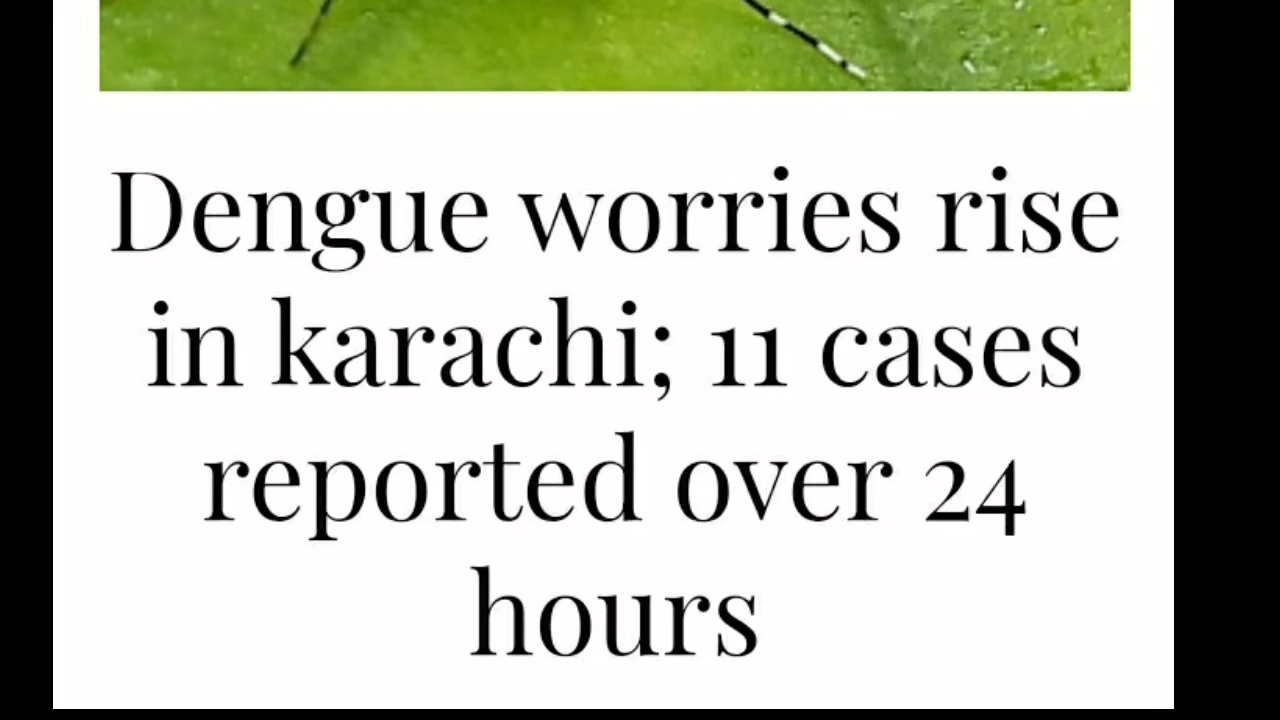 Dengue worries rise
in karachi; 11 cases
reported over 24
hours